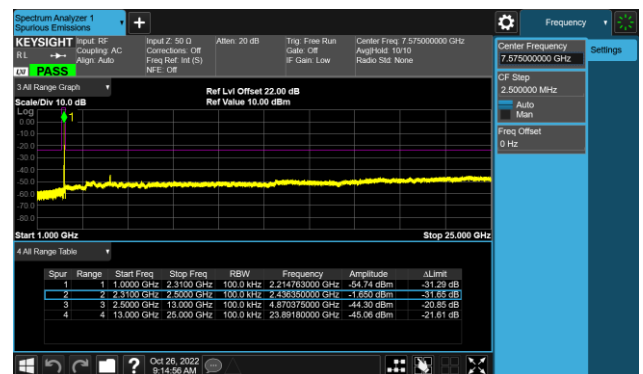 Spectrum Analyzer 1
Spurious Emissions
Frequency
KEYSIGHT Input: RF Input Z: 50 Ω Atten: 20 dB Trig: Free Run Center Freq: 7.575000000 GHz
RL Coupling: AC Corrections: Off Gate: Off Avg|Hold: 10/10
Align: Auto Freq Ref: Int (S) IF Gain: Low Radio Std: None
LXI PASS NFE: Off
Center Frequency
7.575000000 GHz
Settings
CF Step
2.500000 MHz
Auto
Man
Freq Offset
0 Hz
3 All Range Graph
Ref Lvl Offset 22.00 dB
Scale/Div 10.0 dB Ref Value 10.00 dBm
Log
1
0.00
-10.0
-20.0
-30.0
-40.0
-50.0
-60.0
-70.0
-80.0
Start 1.000 GHz Stop 25.000 GHz
4 All Range Table
Spur Range Start Freq Stop Freq RBW Frequency Amplitude ΔLimit
1 1 1.0000 GHz 2.3100 GHz 100.0 kHz 2.214763000 GHz -54.74 dBm -31.29 dB
2 2 2.3100 GHz 2.5000 GHz 100.0 kHz 2.436350000 GHz -1.650 dBm -31.65 dB
3 3 2.5000 GHz 13.000 GHz 100.0 kHz 4.870375000 GHz -44.30 dBm -20.85 dB
4 4 13.000 GHz 25.000 GHz 100.0 kHz 23.89180000 GHz -45.06 dBm -21.61 dB
? Oct 26, 2022
9:14:56 AM